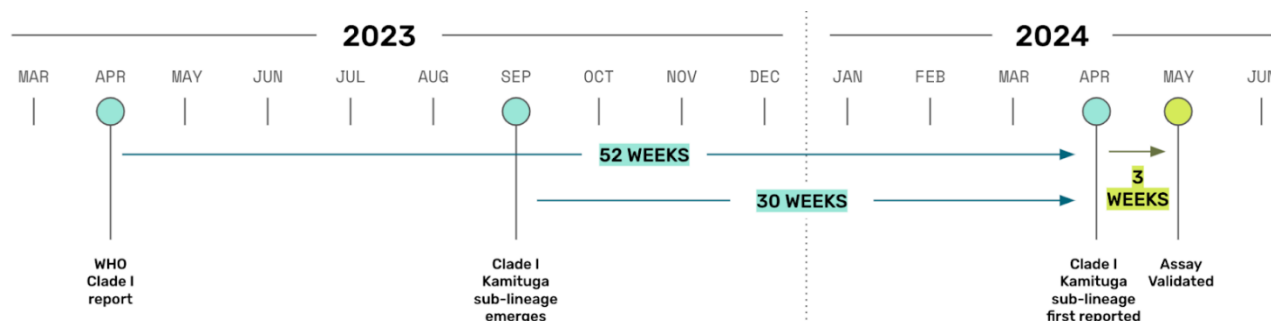 2023
2024
MAR APR MAY JUN JUL AUG SEP OCT NOV DEC JAN FEB MAR APR MAY JUN
52 WEEKS
3
WEEKS
30 WEEKS
WHO
Clade I
report
Clade I
Kamituga
sub-lineage
emerges
Clade I
Kamituga
sub-lineage
first reported
Assay
Validated